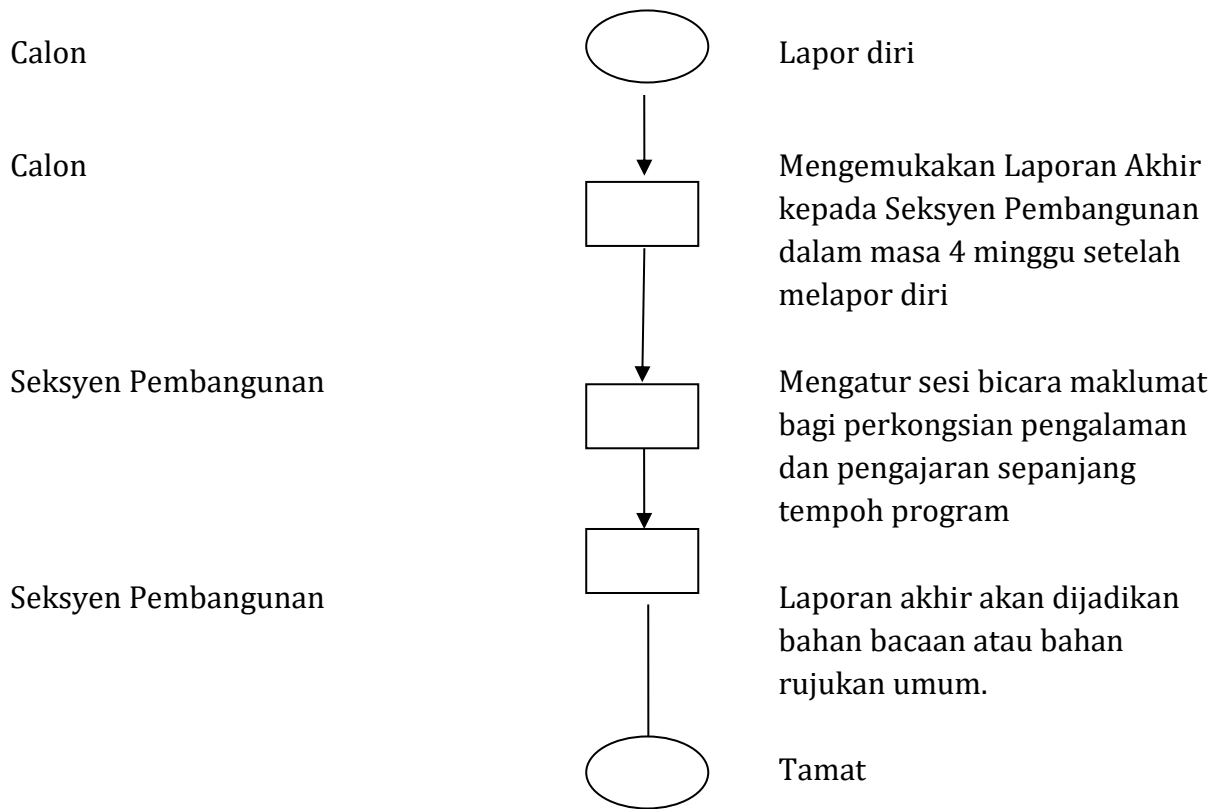 Calon
Lapor diri
Calon
Mengemukakan Laporan Akhir
kepada Seksyen Pembangunan
dalam masa 4 minggu setelah
melapor diri
Seksyen Pembangunan
Mengatur sesi bicara maklumat
bagi perkongsian pengalaman
dan pengajaran sepanjang
tempoh program
Seksyen Pembangunan
Laporan akhir akan dijadikan
bahan bacaan atau bahan
rujukan umum.
Tamat